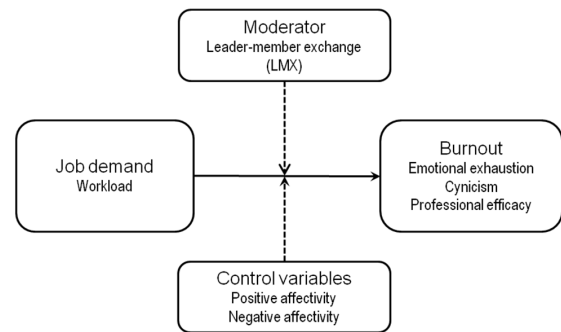 Moderator
Leader-member exchange
(LMX)
Job demand
Workload
Burnout
Emotional exhaustion
Cynicism
Professional efficacy
Control variables
Positive affectivity
Negative affectivity